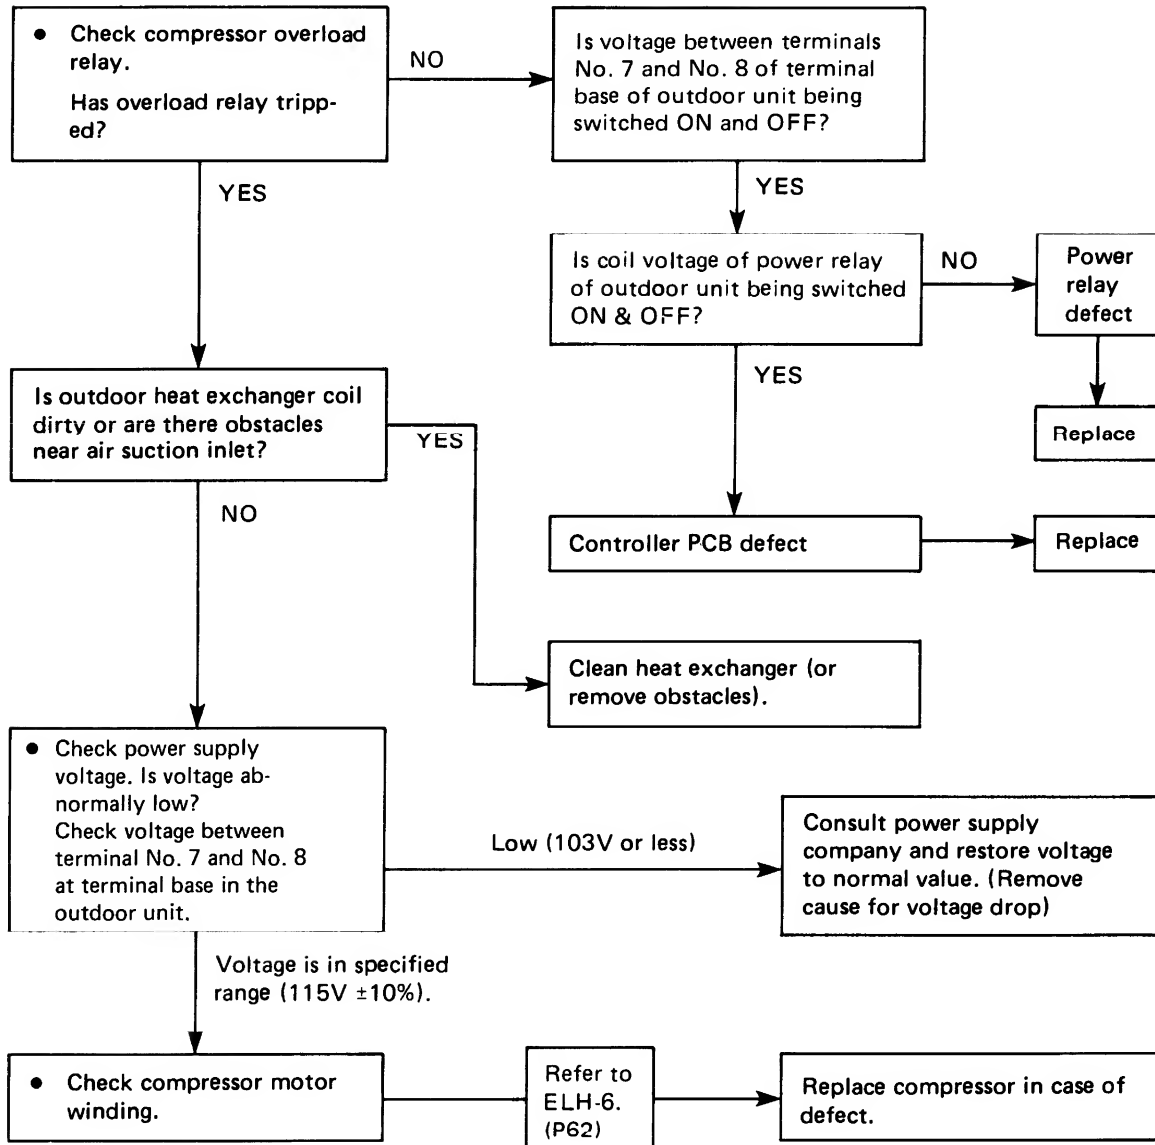 ● Check compressor overload
relay.
Has overload relay tripp-
ed?
NO
Is voltage between terminals
No. 7 and No. 8 of terminal
base of outdoor unit being
switched ON and OFF?
YES
YES
Is coil voltage of power relay
of outdoor unit being switched
ON & OFF?
NO
Power
relay
defect
YES
Replace
Is outdoor heat exchanger coil
dirty or are there obstacles
near air suction inlet?
YES
NO
Controller PCB defect
Replace
Clean heat exchanger (or
remove obstacles).
● Check power supply
voltage. Is voltage ab-
normally low?
Check voltage between
terminal No. 7 and No. 8
at terminal base in the
outdoor unit.
Low (103V or less)
Consult power supply
company and restore voltage
to normal value. (Remove
cause for voltage drop)
Voltage is in specified
range (115V ±10%).
● Check compressor motor
winding.
Refer to
ELH-6.
(P62)
Replace compressor in case of
defect.